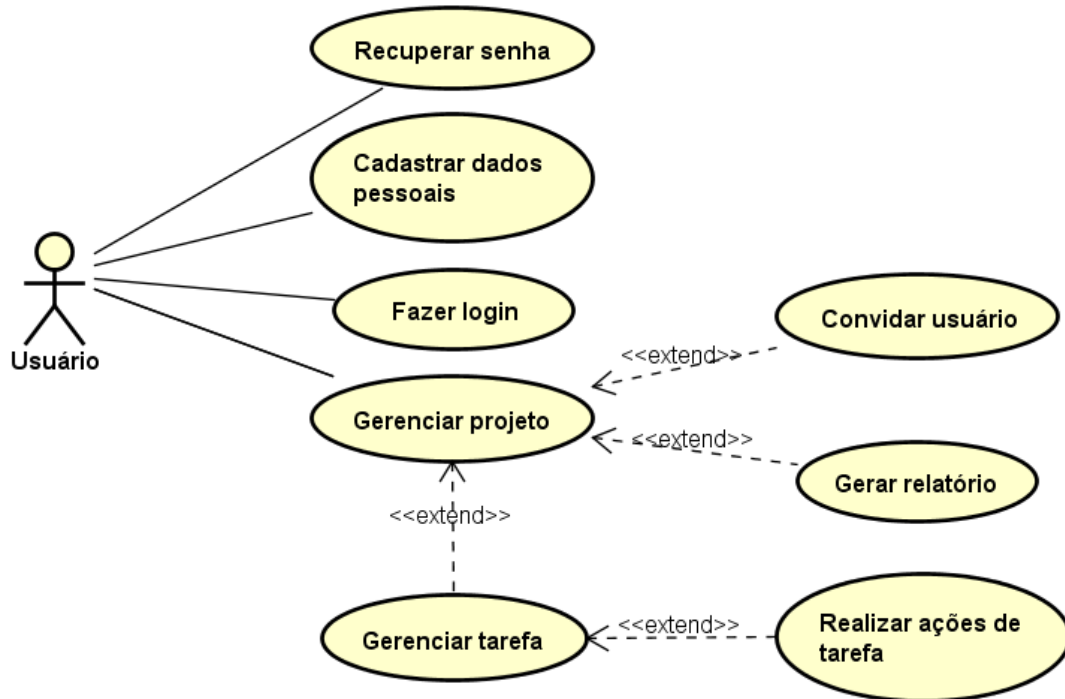 Recuperar senha
Cadastrar dados
pessoais
Fazer login
Usuário
Convidar usuário
<<extend>>
Gerenciar projeto
<<extend>>
Gerar relatório
<<extend>>
Gerenciar tarefa
<<extend>>
Realizar ações de
tarefa